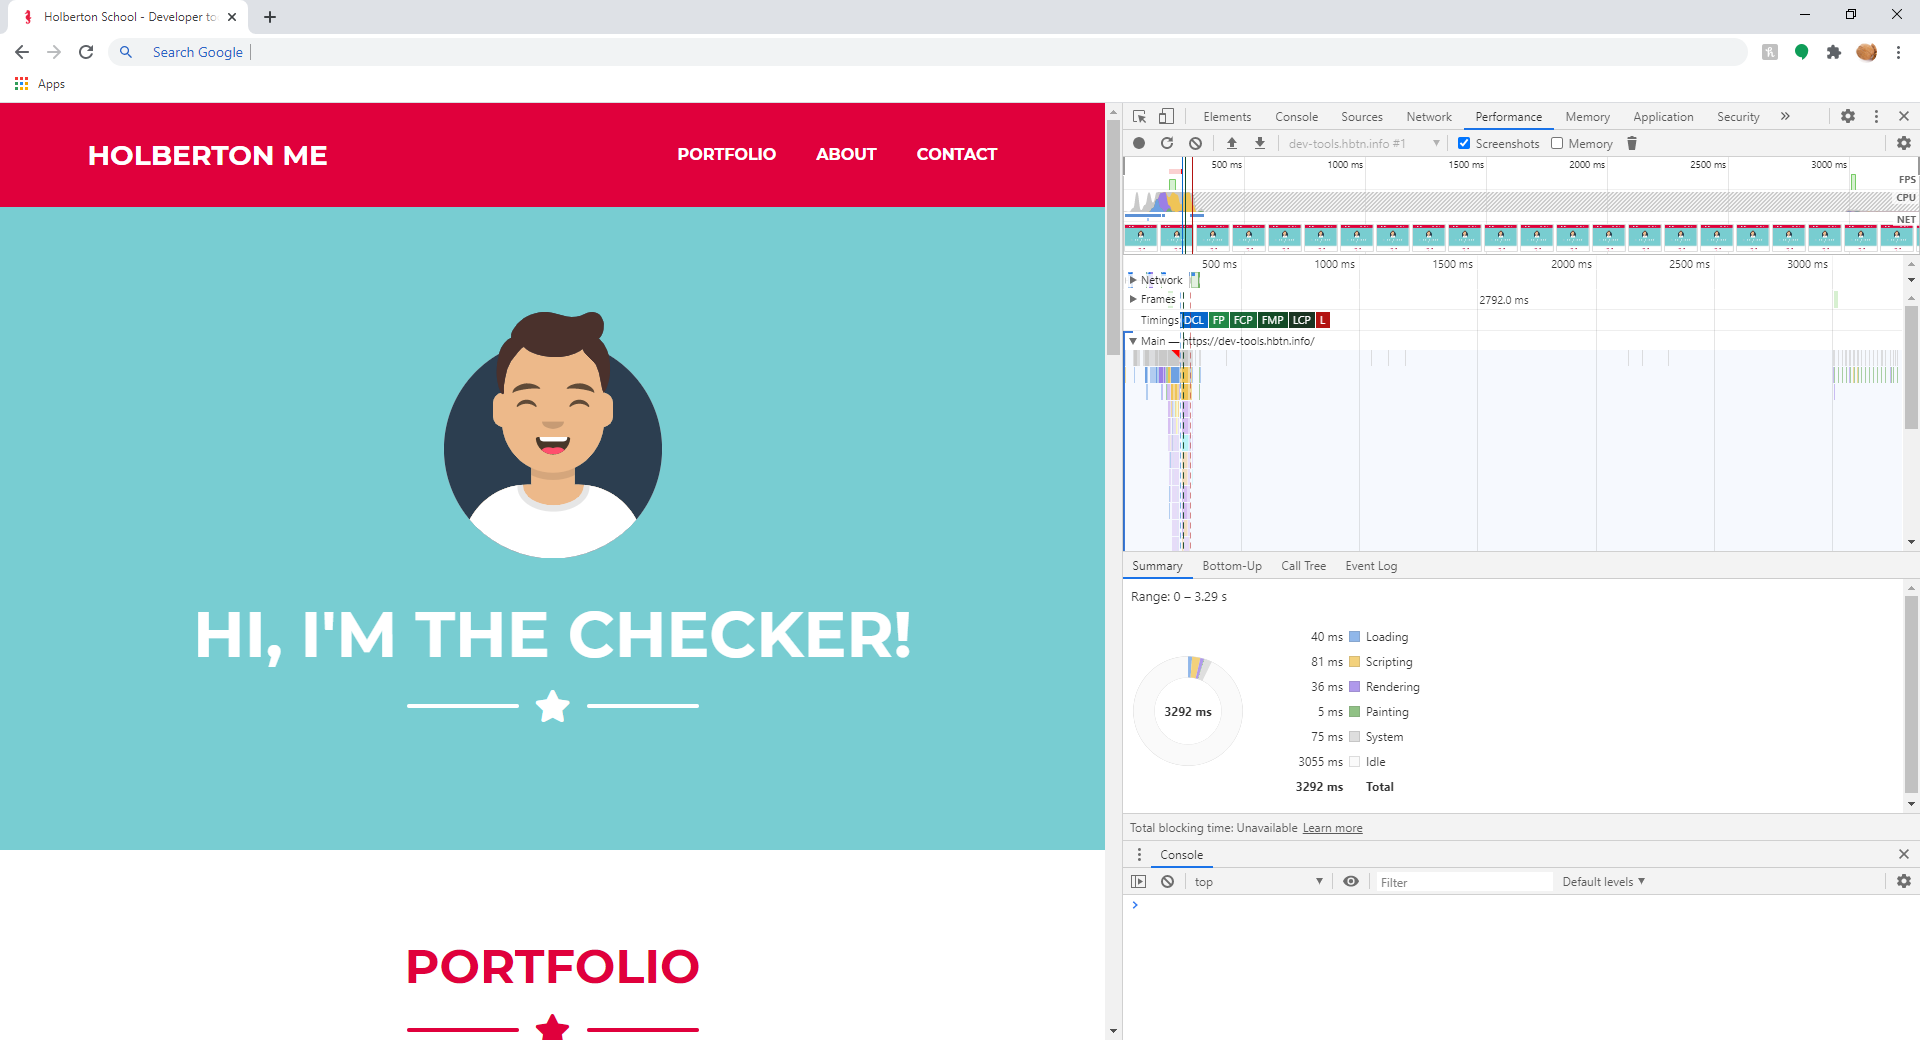 Holberton School - Developer to
Search Google
Apps
HOLBERTON ME
PORTFOLIO ABOUT CONTACT
HI, I'M THE CHECKER!
PORTFOLIO
Elements Console Sources Network Performance Memory Application Security
dev-tools.hbtn.info #1 Screenshots Memory
500 ms 1000 ms 1500 ms 2000 ms 2500 ms 3000 ms
FPS
CPU
NET
500 ms 1000 ms 1500 ms 2000 ms 2500 ms 3000 ms
Network
Frames 2792.0 ms
Timings DCL FP FCP FMP LCP L
Main — https://dev-tools.hbtn.info/
Summary Bottom-Up Call Tree Event Log
Range: 0 – 3.29 s
3292 ms
40 ms Loading
81 ms Scripting
36 ms Rendering
5 ms Painting
75 ms System
3055 ms Idle
3292 ms Total
Total blocking time: Unavailable Learn more
Console
top Filter Default levels